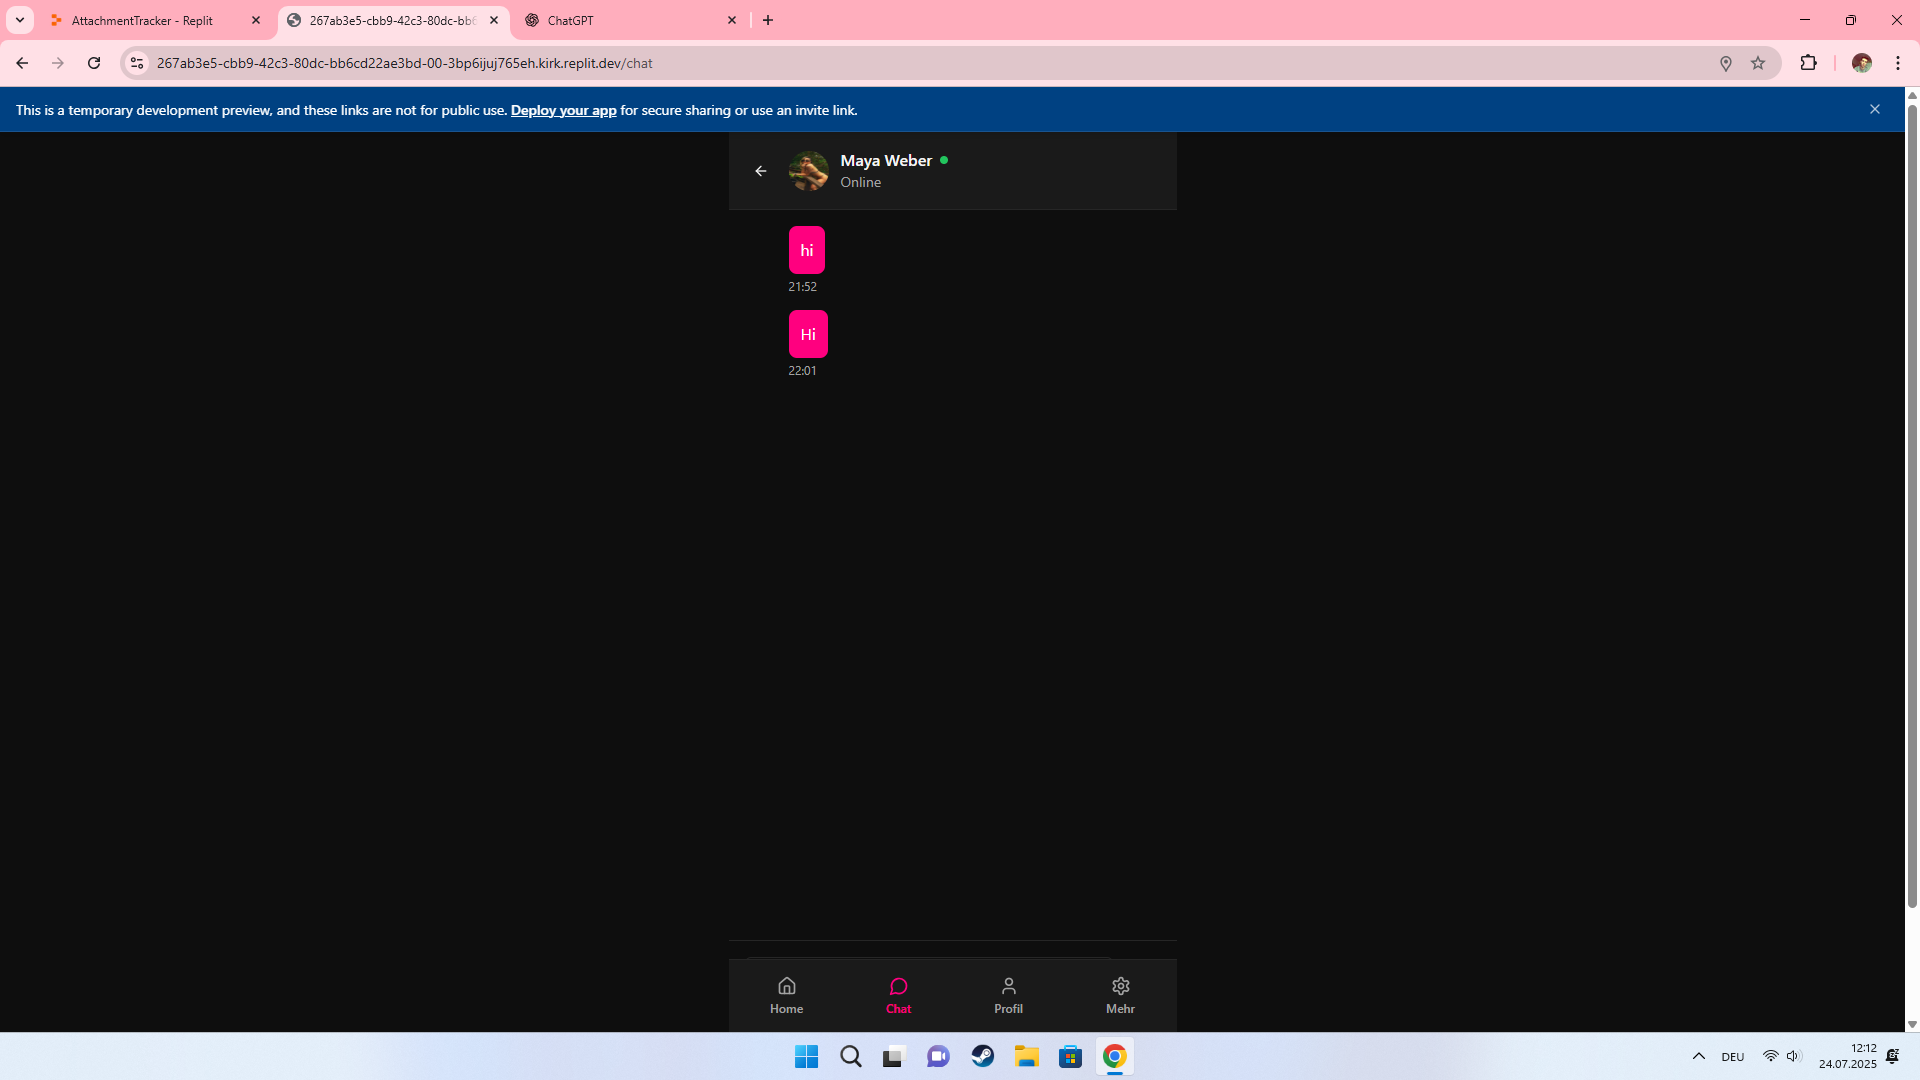 AttachmentTracker - Replit
267ab3e5-cbb9-42c3-80dc-bb6
ChatGPT
267ab3e5-cbb9-42c3-80dc-bb6cd22ae3bd-00-3bp6ijuj765eh.kirk.replit.dev/chat
This is a temporary development preview, and these links are not for public use. Deploy your app for secure sharing or use an invite link.
Maya Weber
Online
hi
21:52
Hi
22:01
Home
Chat
Profil
Mehr
DEU
12:12
24.07.2025